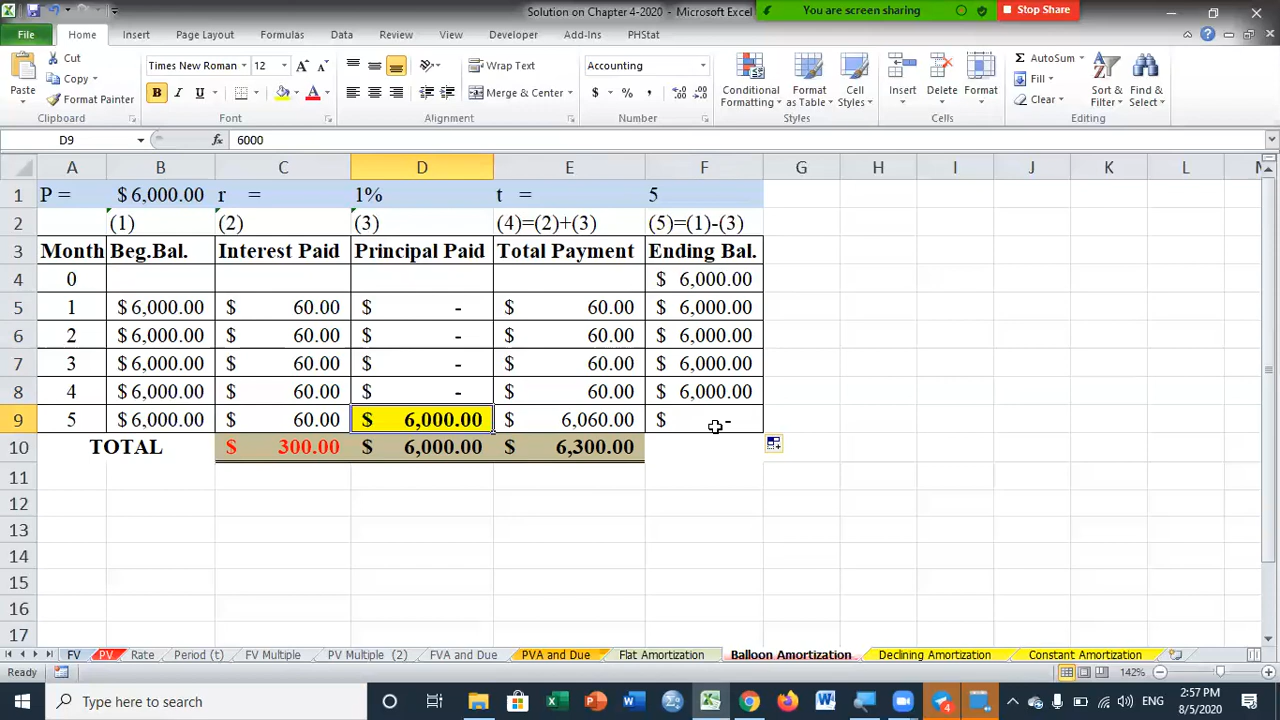 Solution on Chapter 4-2020 - Microsoft Excel
You are screen sharing
Stop Share
File Home Insert Page Layout Formulas Data Review View Developer Add-Ins PHStat
Paste
Cut
Copy
Format Painter
Clipboard
Times New Roman 12
B I U
Font
Wrap Text
Merge & Center
Alignment
Accounting
$ % ,
Number
Conditional Formatting
Format as Table
Cell Styles
Styles
Insert Delete Format
Cells
AutoSum
Fill
Clear
Sort & Filter
Find & Select
Editing
D9 fx 6000
A B C D E F G H I J K L M
1 P = $ 6,000.00 r = 1% t = 5
2 (1) (2) (3) (4)=(2)+(3) (5)=(1)-(3)
3 Month Beg.Bal. Interest Paid Principal Paid Total Payment Ending Bal.
4 0 $ 6,000.00
5 1 $ 6,000.00 $ 60.00 $ - $ 60.00 $ 6,000.00
6 2 $ 6,000.00 $ 60.00 $ - $ 60.00 $ 6,000.00
7 3 $ 6,000.00 $ 60.00 $ - $ 60.00 $ 6,000.00
8 4 $ 6,000.00 $ 60.00 $ - $ 60.00 $ 6,000.00
9 5 $ 6,000.00 $ 60.00 $ 6,000.00 $ 6,060.00 $ -
10 TOTAL $ 300.00 $ 6,000.00 $ 6,300.00
11
12
13
14
15
16
17
FV PV Rate Period (t) FV Multiple PV Multiple (2) FVA and Due PVA and Due Flat Amortization Balloon Amortization Declining Amortization Constant Amortization
Ready 142%
Type here to search
4
ENG
2:57 PM
8/5/2020